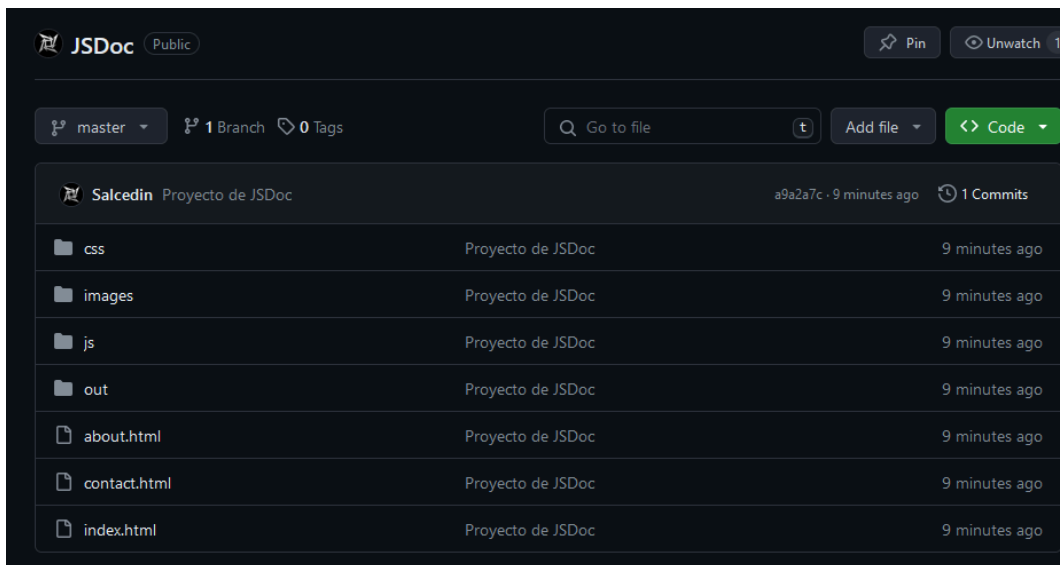 JSDoc Public Pin Unwatch 1
master 1 Branch 0 Tags Go to file t Add file Code
Salcedin Proyecto de JSDoc a9a2a7c · 9 minutes ago 1 Commits
css Proyecto de JSDoc 9 minutes ago
images Proyecto de JSDoc 9 minutes ago
js Proyecto de JSDoc 9 minutes ago
out Proyecto de JSDoc 9 minutes ago
about.html Proyecto de JSDoc 9 minutes ago
contact.html Proyecto de JSDoc 9 minutes ago
index.html Proyecto de JSDoc 9 minutes ago